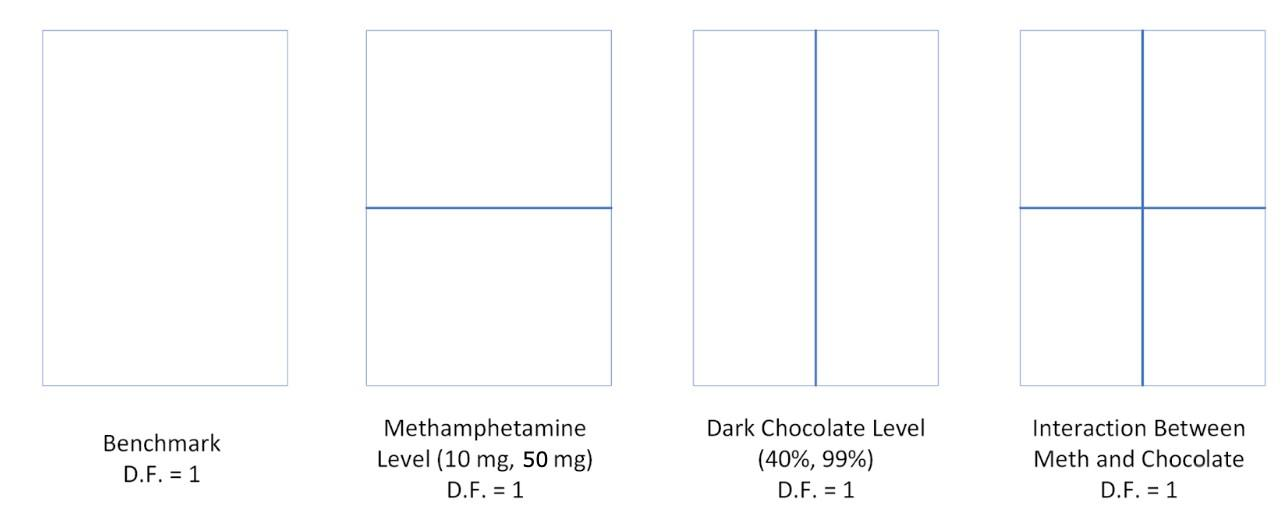 Benchmark
D.F. = 1
Methamphetamine
Level (10 mg, 50 mg)
D.F. = 1
Dark Chocolate Level
(40%, 99%)
D.F. = 1
Interaction Between
Meth and Chocolate
D.F. = 1